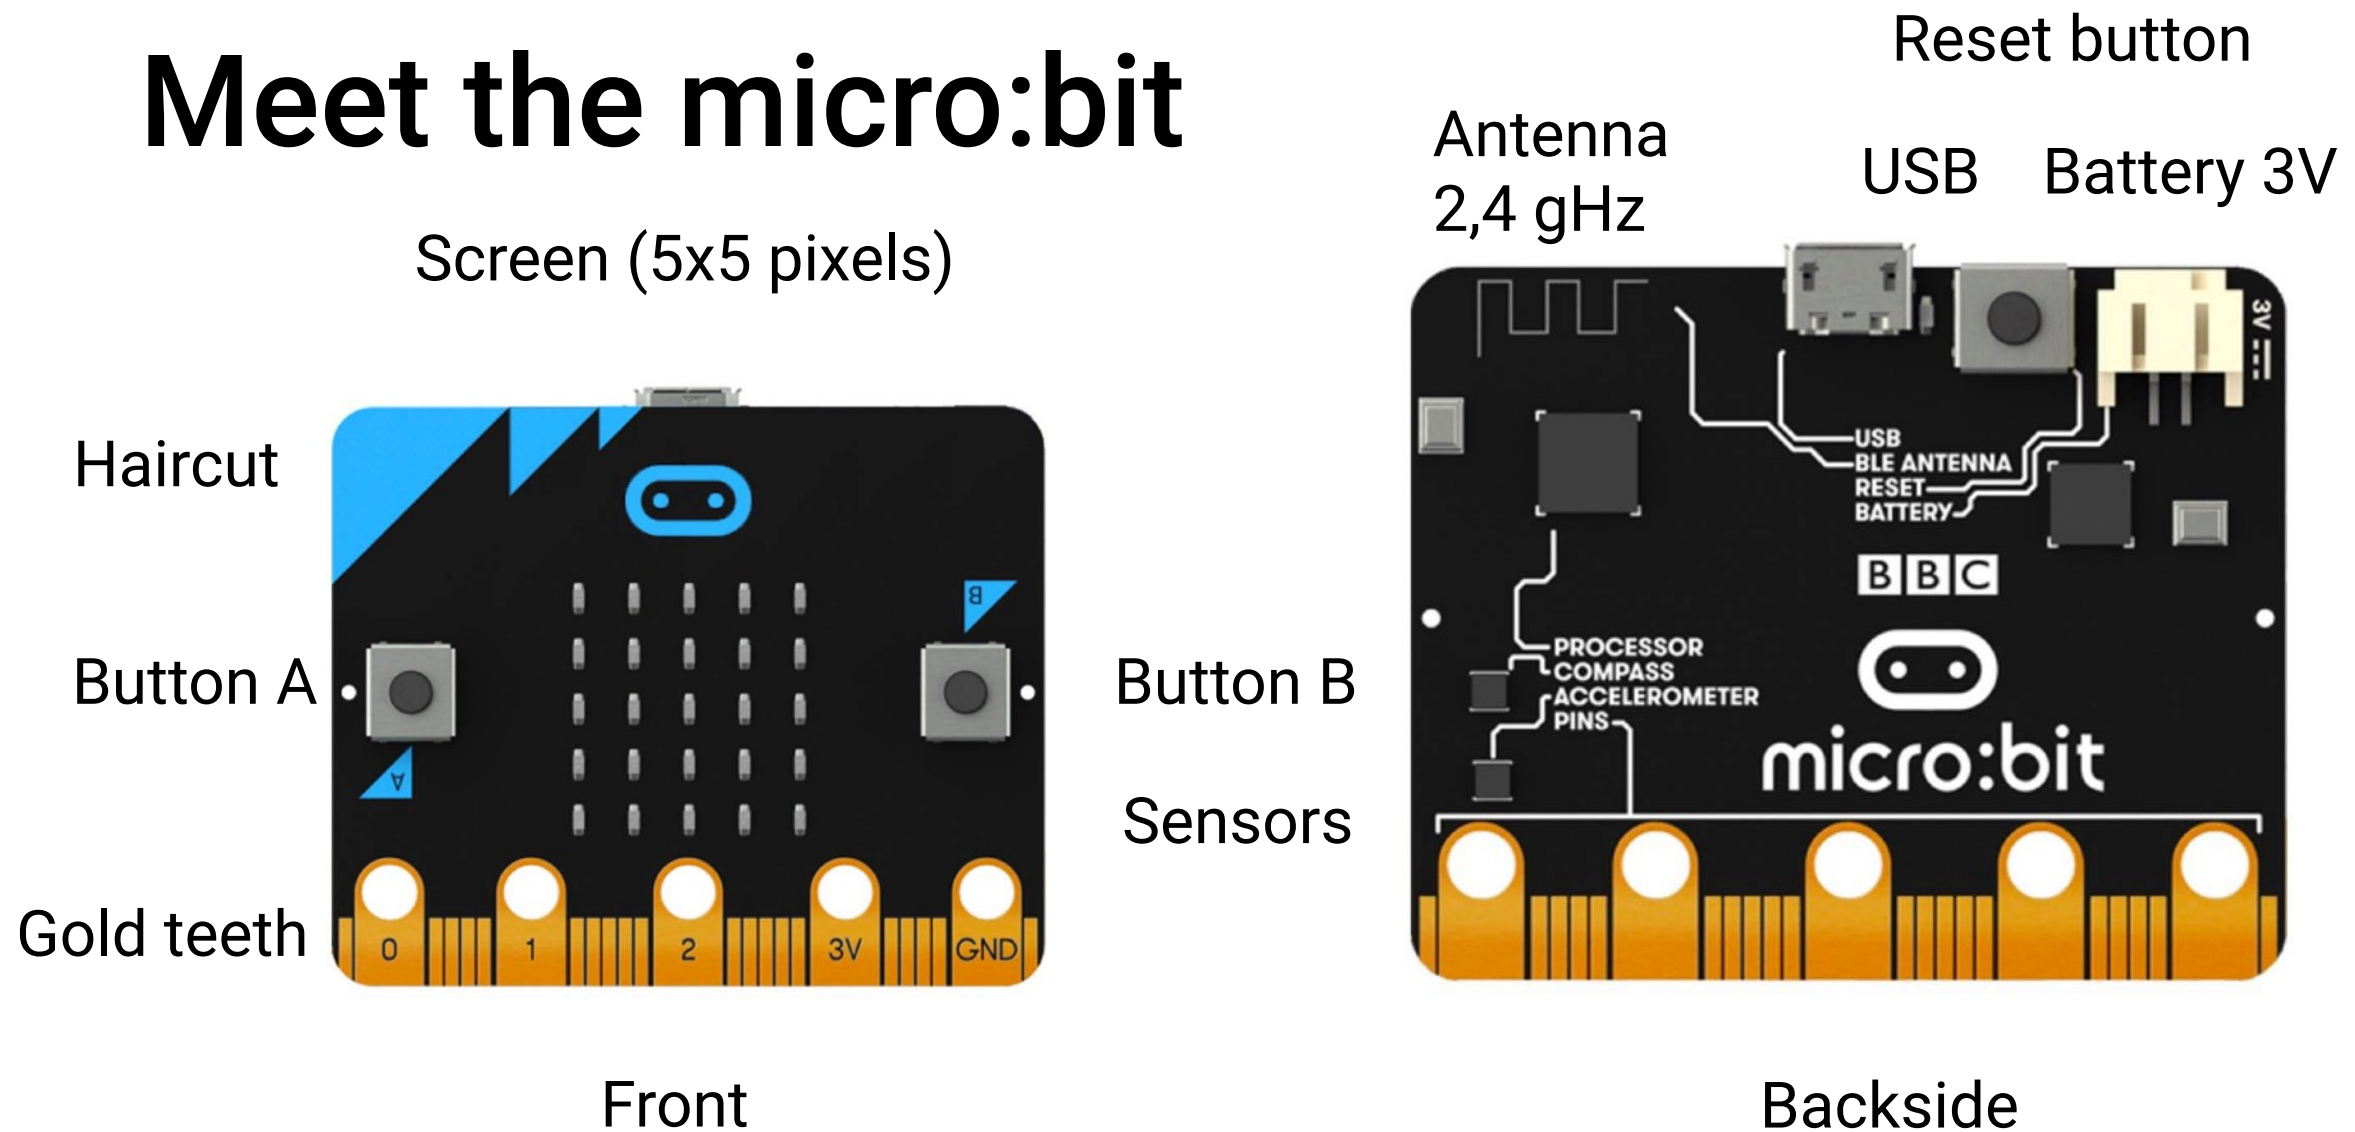 Meet the micro:bit
Screen (5x5 pixels)
Haircut
Button A
Gold teeth
B
A
0 1 2 3V GND
Front
Reset button
Antenna
2,4 gHz
USB
Battery 3V
Button B
Sensors
3V
USB
BLE ANTENNA
RESET
BATTERY
BBC
PROCESSOR
COMPASS
ACCELEROMETER
PINS
micro:bit
Backside